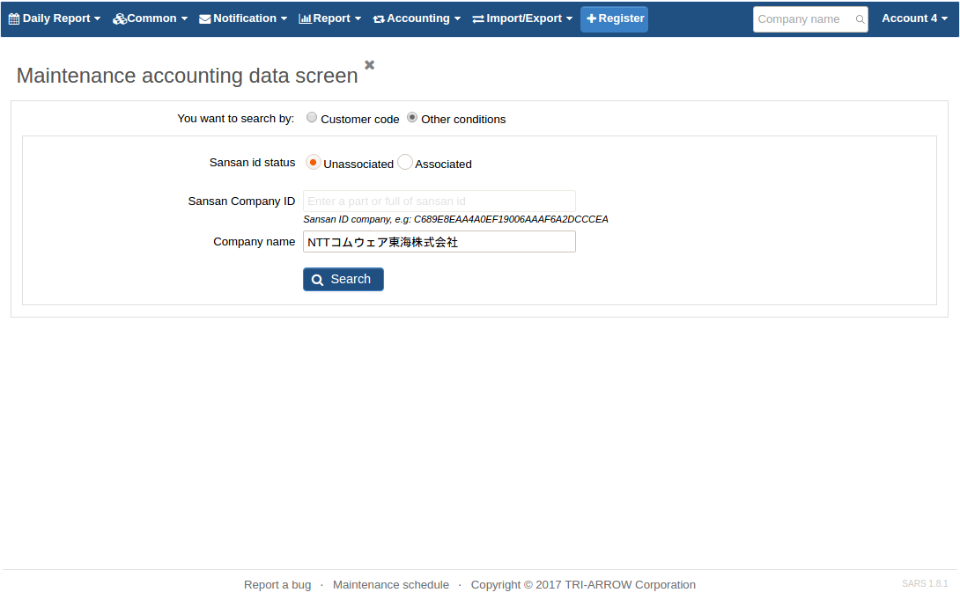 Daily Report Common Notification Report Accounting Import/Export Register Company name Account 4
Maintenance accounting data screen
You want to search by: Customer code Other conditions
Sansan id status Unassociated Associated
Sansan Company ID Enter a part or full of sansan id
Sansan ID company, e.g: C689E8EAA4A0EF19006AAAF6A2DCCCEA
Company name NTTコムウェア東海株式会社
Search
Report a bug · Maintenance schedule · Copyright © 2017 TRI-ARROW Corporation SARS 1.8.1